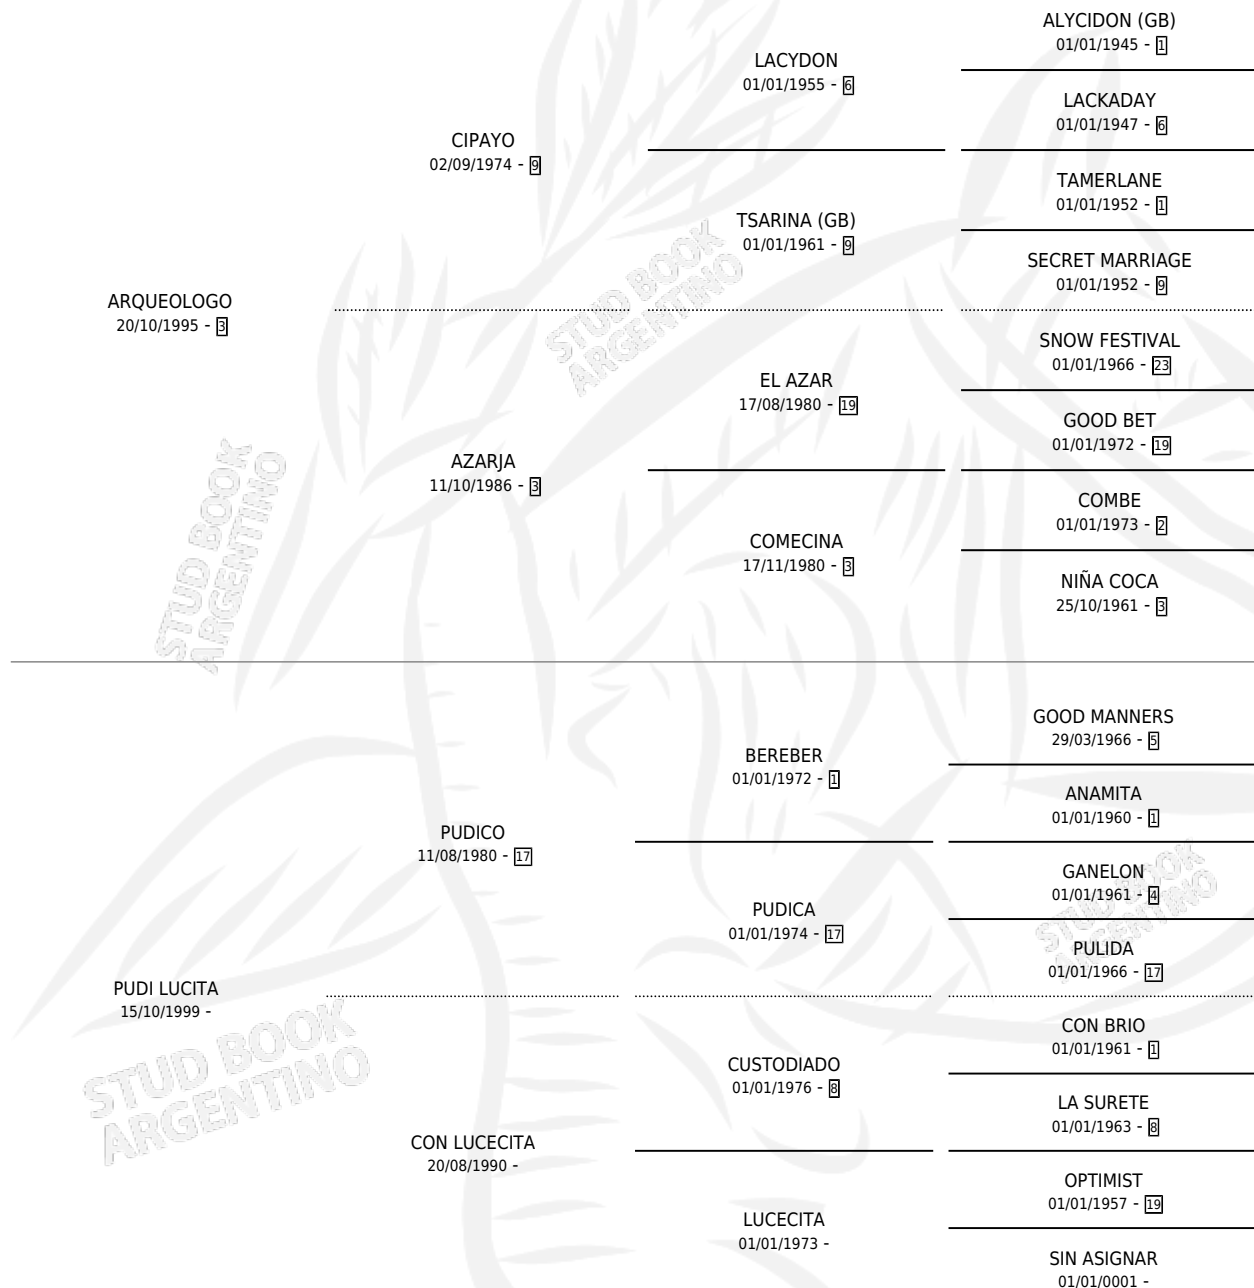 ALYCIDON (GB)
01/01/1945 - 1
LACYDON
01/01/1955 - 6
LACKADAY
01/01/1947 - 6
CIPAYO
02/09/1974 - 9
TAMERLANE
01/01/1952 - 1
TSARINA (GB)
01/01/1961 - 9
SECRET MARRIAGE
01/01/1952 - 9
ARQUEOLOGO
20/10/1995 - 3
SNOW FESTIVAL
01/01/1966 - 23
EL AZAR
17/08/1980 - 19
GOOD BET
01/01/1972 - 19
AZARJA
11/10/1986 - 3
COMBE
01/01/1973 - 2
COMECINA
17/11/1980 - 3
NIÑA COCA
25/10/1961 - 3
GOOD MANNERS
29/03/1966 - 5
BEREBER
01/01/1972 - 1
ANAMITA
01/01/1960 - 1
PUDICO
11/08/1980 - 17
GANELON
01/01/1961 - 4
PUDICA
01/01/1974 - 17
PULIDA
01/01/1966 - 17
PUDI LUCITA
15/10/1999 -
CON BRIO
01/01/1961 - 1
CUSTODIADO
01/01/1976 - 8
LA SURETE
01/01/1963 - 8
CON LUCECITA
20/08/1990 -
OPTIMIST
01/01/1957 - 19
LUCECITA
01/01/1973 -
SIN ASIGNAR
01/01/0001 -
STUD BOOK
ARGENTINO
STUD BOOK
ARGENTINO
STUD BOOK
ARGENTINO
STUD BOOK
ARGENTINO